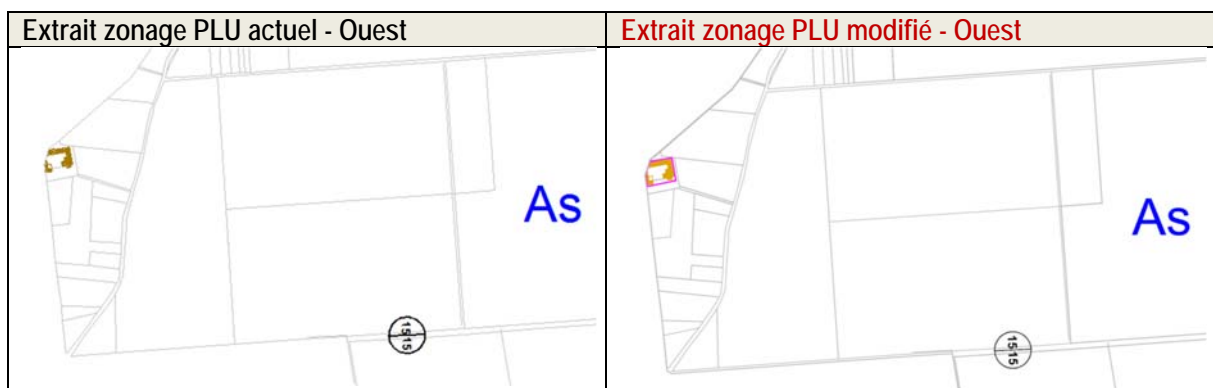 Extrait zonage PLU actuel - Ouest
Extrait zonage PLU modifié - Ouest
As
As
15 15
15 15